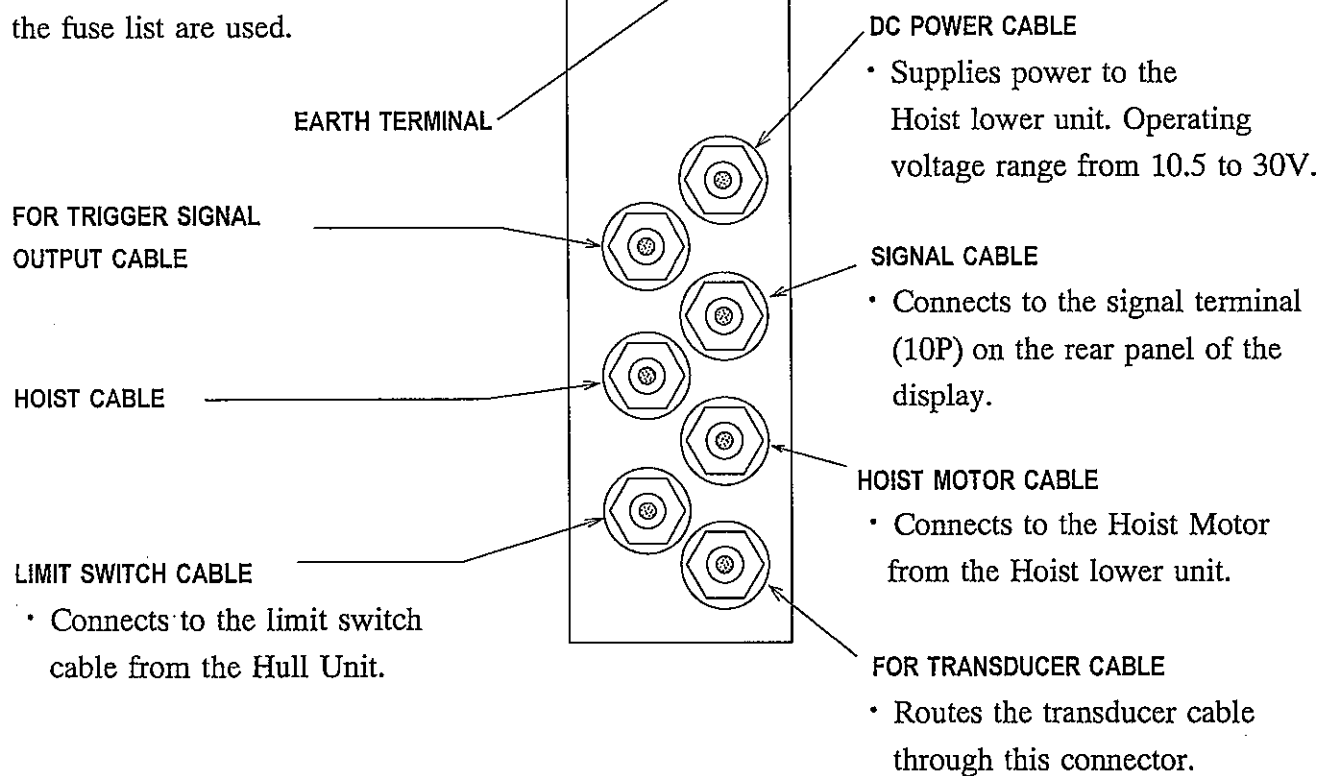 the fuse list are used.
EARTH TERMINAL
FOR TRIGGER SIGNAL
OUTPUT CABLE
HOIST CABLE
LIMIT SWITCH CABLE
· Connects to the limit switch
cable from the Hull Unit.
DC POWER CABLE
· Supplies power to the
Hoist lower unit. Operating
voltage range from 10.5 to 30V.
SIGNAL CABLE
· Connects to the signal terminal
(10P) on the rear panel of the
display.
HOIST MOTOR CABLE
· Connects to the Hoist Motor
from the Hoist lower unit.
FOR TRANSDUCER CABLE
· Routes the transducer cable
through this connector.